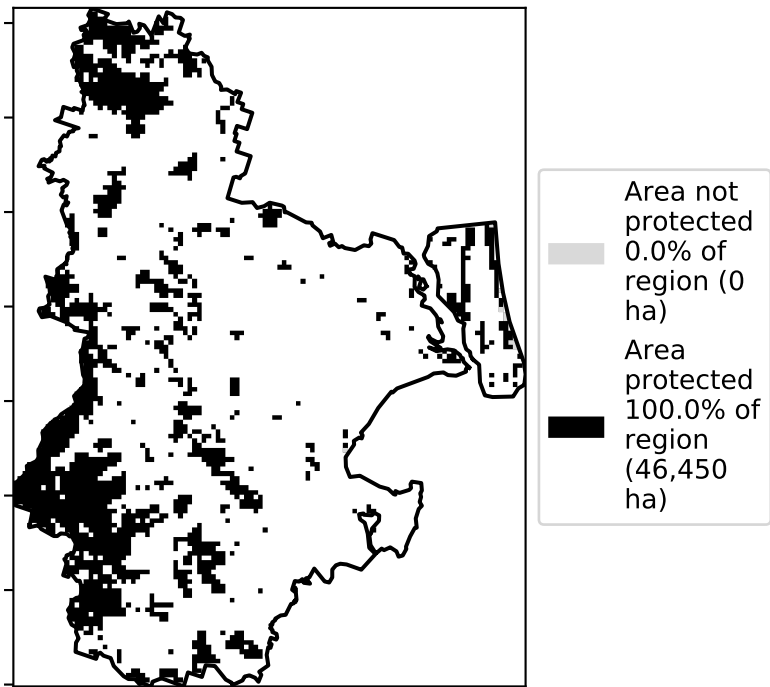 Area not
protected
0.0% of
region (0
ha)
Area
protected
100.0% of
region
(46,450
ha)